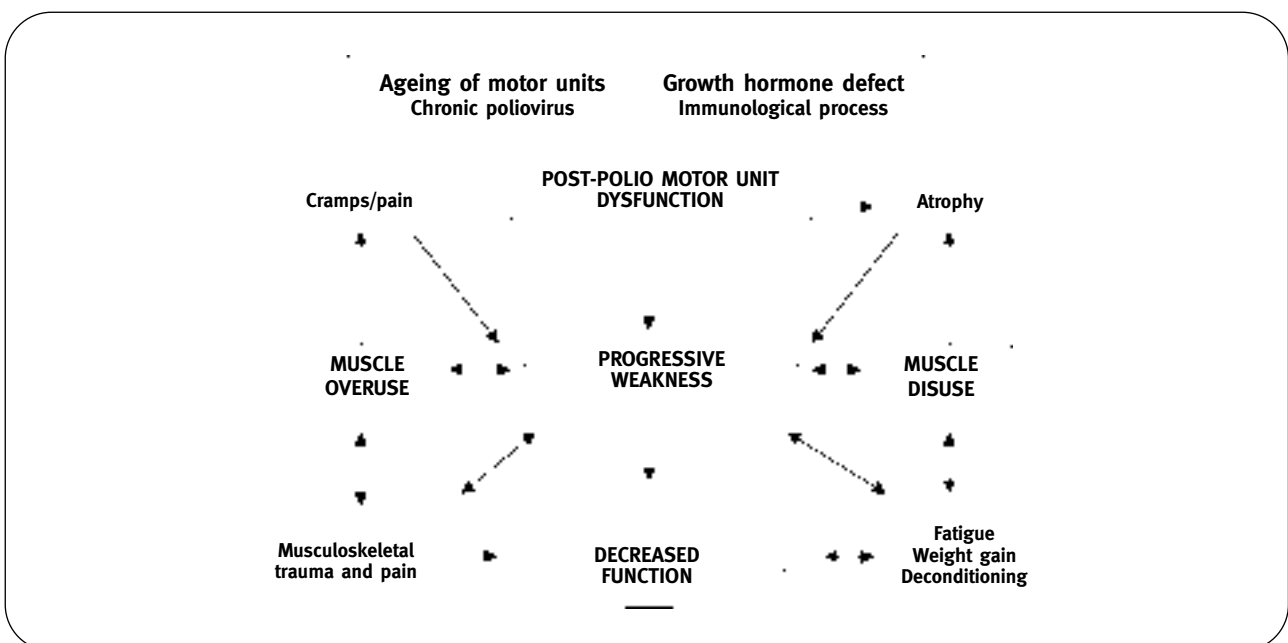 Ageing of motor units Growth hormone defect
Chronic poliovirus Immunological process
POST-POLIO MOTOR UNIT
DYSFUNCTION
Cramps/pain
Atrophy
MUSCLE
OVERUSE
PROGRESSIVE
WEAKNESS
MUSCLE
DISUSE
Musculoskeletal
trauma and pain
DECREASED
FUNCTION
Fatigue
Weight gain
Deconditioning